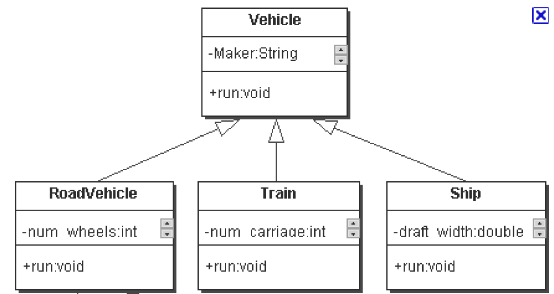 Vehicle
-Maker:String
+run:void
RoadVehicle
-num_wheels:int
+run:void
Train
-num_carriage:int
+run:void
Ship
-draft_width:double
+run:void